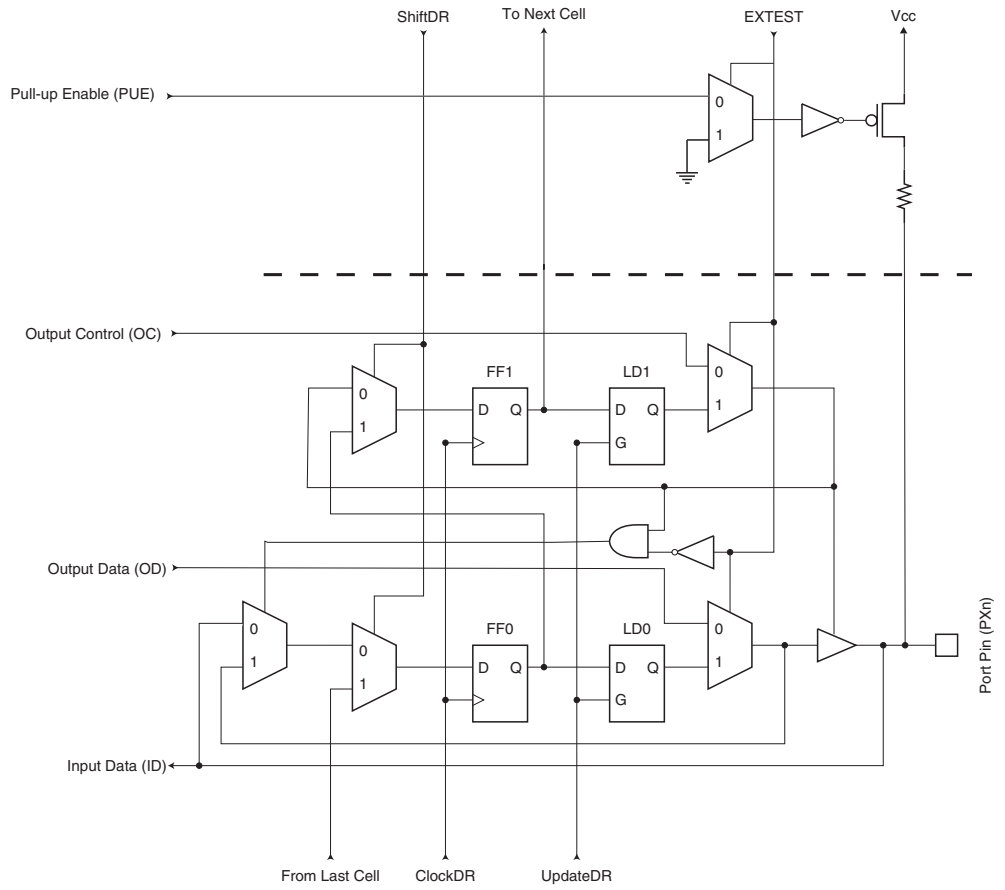 ShiftDR
To Next Cell
EXTEST
Vcc
Pull-up Enable (PUE)
0
1
Output Control (OC)
FF1
LD1
0
0
1
D Q
D Q
1
G
Output Data (OD)
0
1
0
1
FF0
LD0
D Q
D Q
G
0
1
Port Pin (PXn)
Input Data (ID)
From Last Cell
ClockDR
UpdateDR